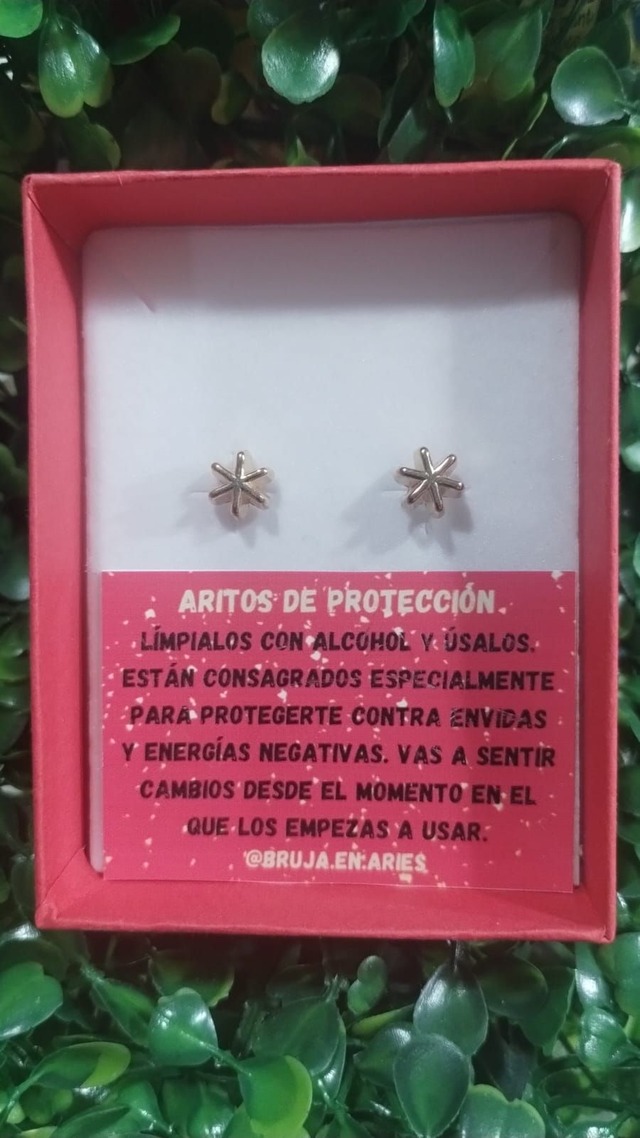 ARITOS DE PROTECCIÓN
LÍMPIALOS CON ALCOHOL Y ÚSALOS.
ESTÁN CONSAGRADOS ESPECIALMENTE
PARA PROTEGERTE CONTRA ENVIDAS
Y ENERGÍAS NEGATIVAS. VAS A SENTIR
CAMBIOS DESDE EL MOMENTO EN EL
QUE LOS EMPEZAS A USAR.
@BRUJA.EN.ARIES